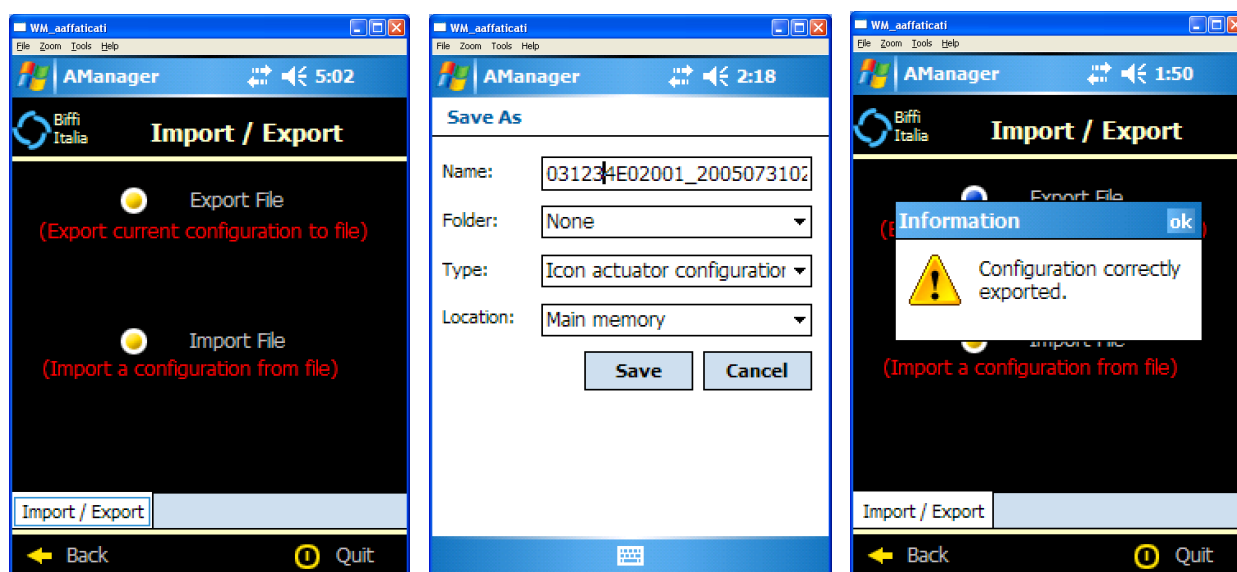 WM_aaffaticati
File Zoom Tools Help
AManager 5:02
Biffi
Italia
Import / Export
Export File
(Export current configuration to file)
Import File
(Import a configuration from file)
Import / Export
Back Quit
WM_aaffaticati
File Zoom Tools Help
AManager 2:18
Save As
Name: 031234E02001_2005073102
Folder: None
Type: Icon actuator configuration
Location: Main memory
Save Cancel
WM_aaffaticati
File Zoom Tools Help
AManager 1:50
Biffi
Italia
Import / Export
Export File
Information ok
Configuration correctly
exported.
Import File
(Import a configuration from file)
Import / Export
Back Quit